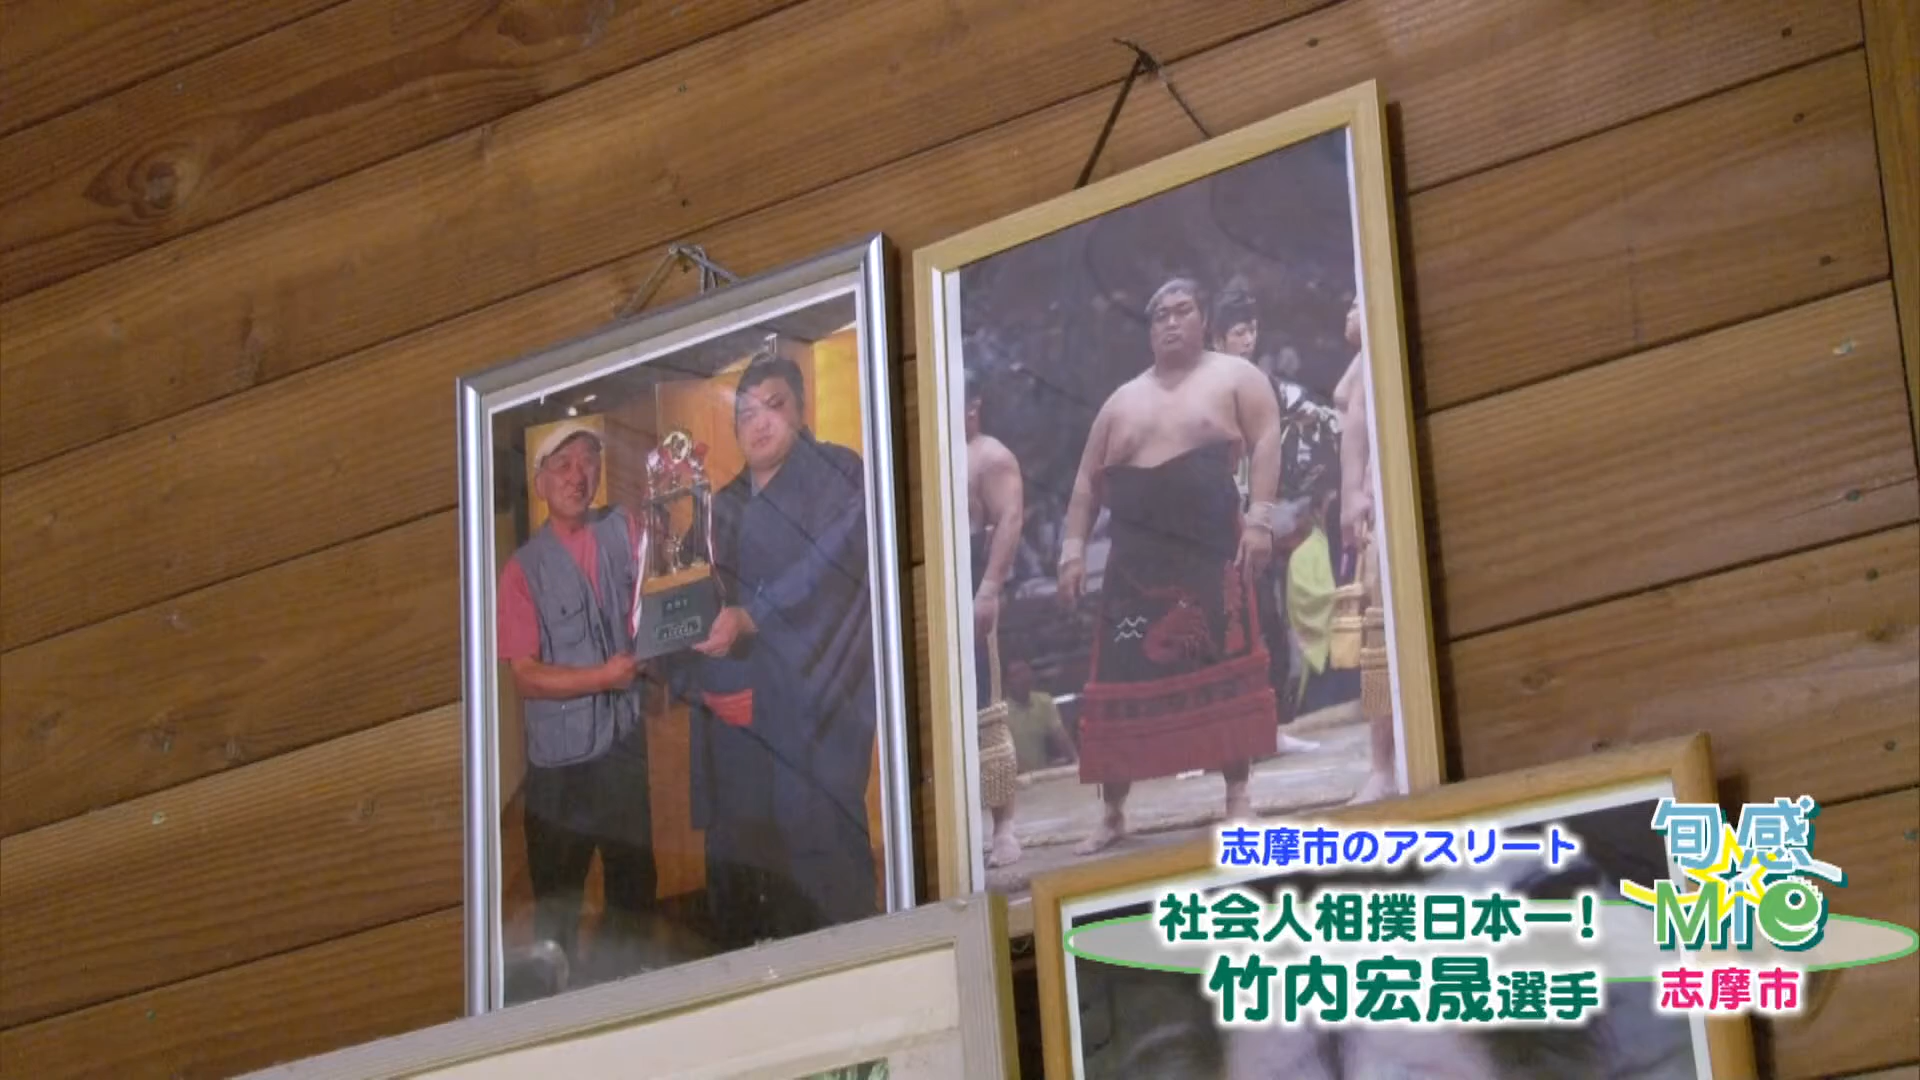 志摩市のアスリート
社会人相撲日本一!
竹内宏晟選手
旬感
Mie
志摩市